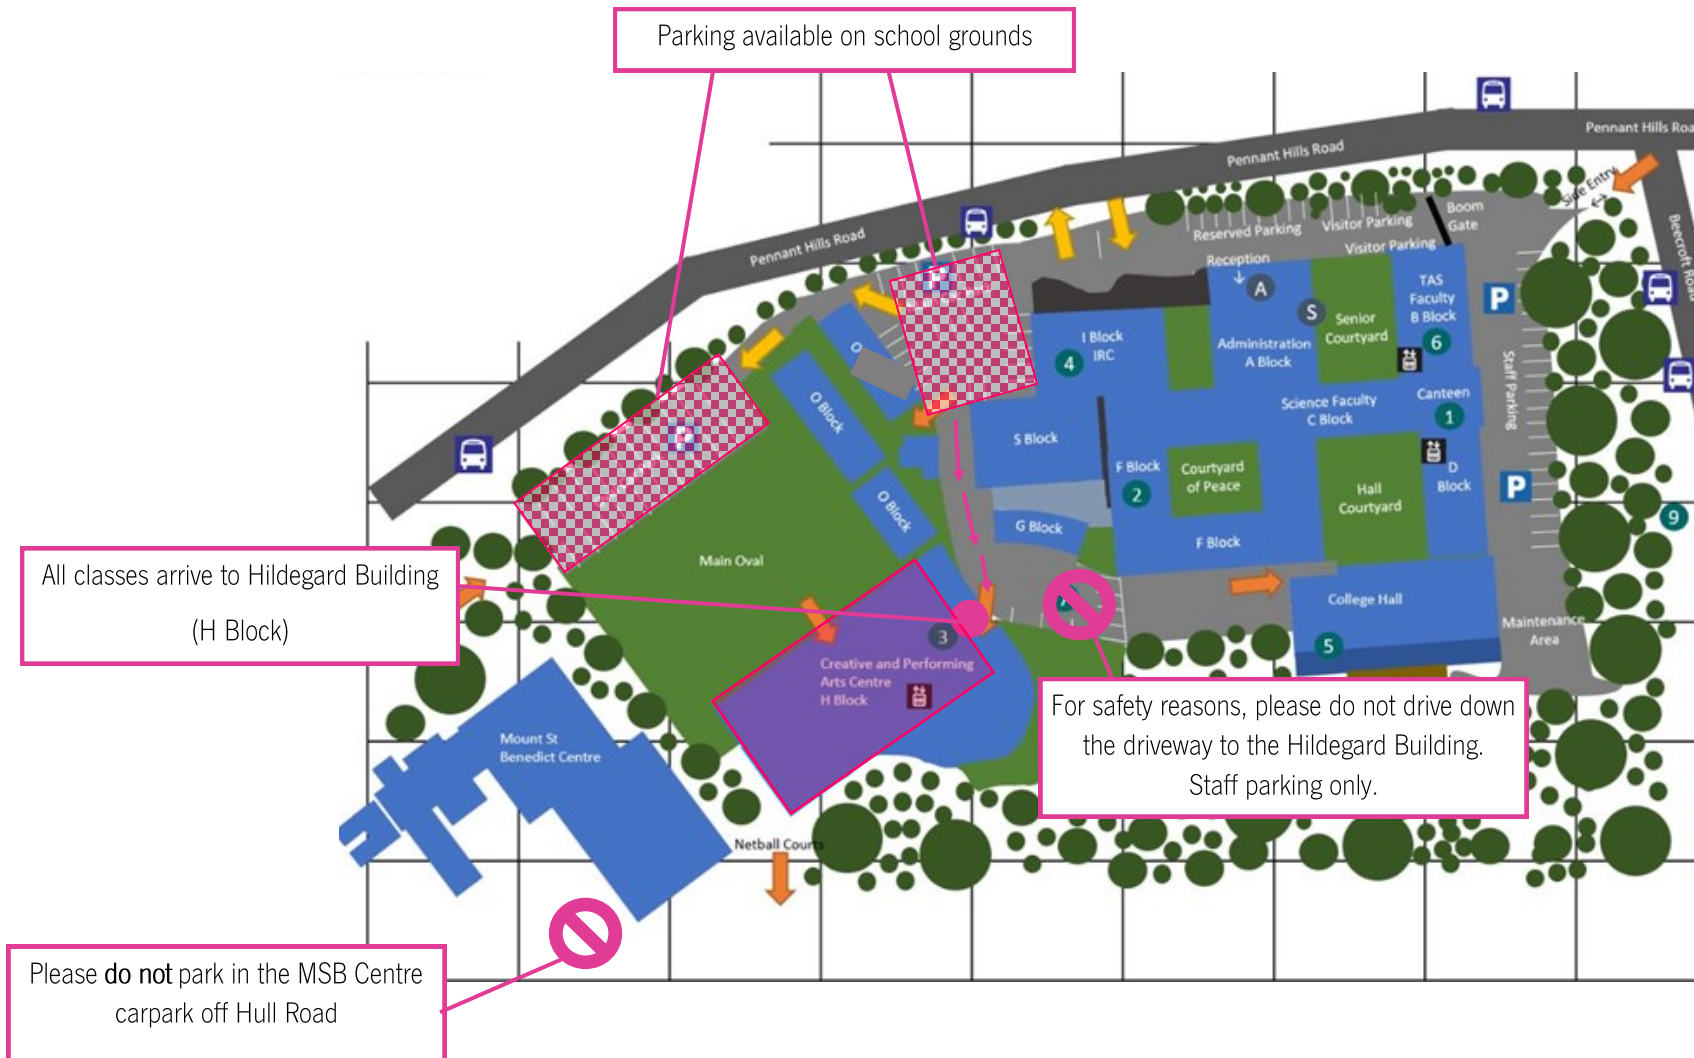 Parking available on school grounds
Pennant Hills Road
Pennant Hills Road
Pennant Hills Road
Side Entry
Beecroft Road
Boom
Gate
Reserved Parking
Visitor Parking
Visitor Parking
Reception
A
S
TAS
Faculty
B Block
6
P
Senior
Courtyard
Administration
A Block
I Block
IRC
4
O
P
O Block
Science Faculty
C Block
Canteen
1
Staff Parking
S Block
F Block
2
Courtyard
of Peace
Hall
Courtyard
D
Block
P
9
P
O Block
G Block
F Block
Main Oval
All classes arrive to Hildegard Building
(H Block)
College Hall
5
Maintenance
Area
3
Creative and Performing
Arts Centre
H Block
For safety reasons, please do not drive down
the driveway to the Hildegard Building.
Staff parking only.
Mount St
Benedict Centre
Netball Courts
Please do not park in the MSB Centre
carpark off Hull Road